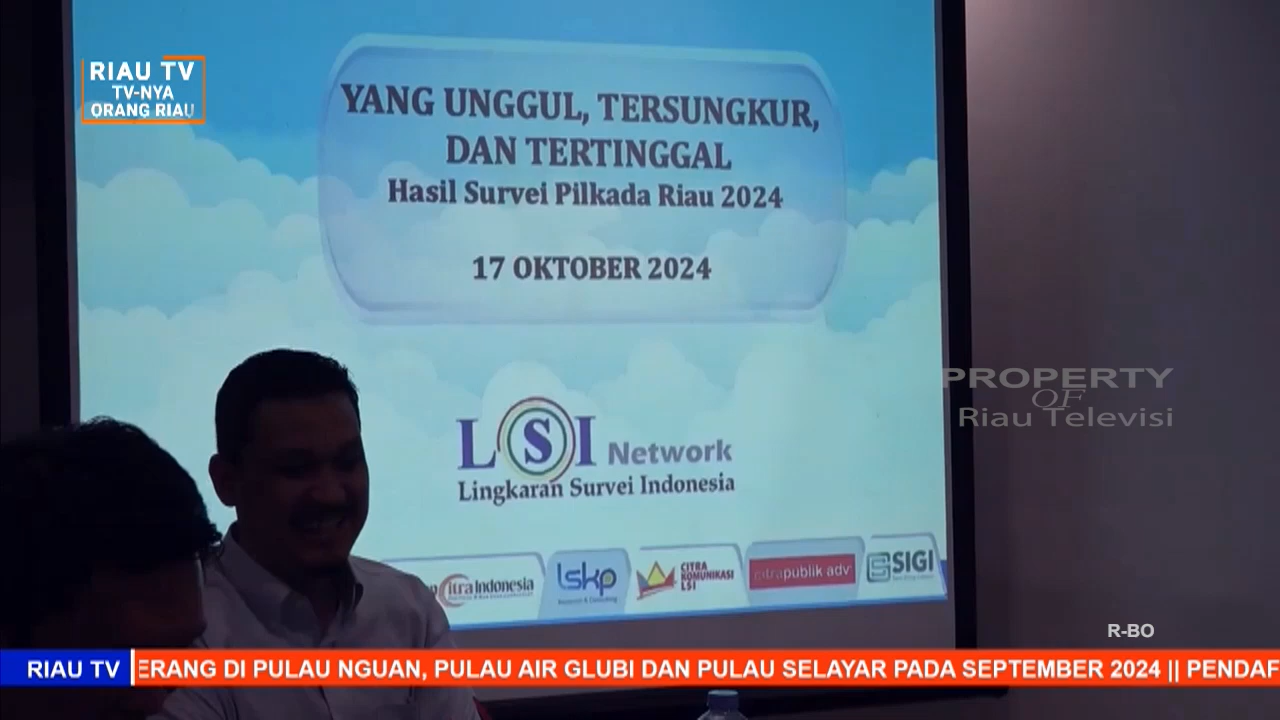 RIAU TV
TV-NYA
ORANG RIAU
YANG UNGGUL, TERSUNGKUR,
DAN TERTINGGAL
Hasil Survei Pilkada Riau 2024
17 OKTOBER 2024
LSI Network
Lingkaran Survei Indonesia
PROPERTY
OF
Riau Televisi
Citra Indonesia
lskp
CITRA
KOMUNIKASI
LSI
citrapublik adv
SIGI
R-BO
RIAU TV
ERANG DI PULAU NGUAN, PULAU AIR GLUBI DAN PULAU SELAYAR PADA SEPTEMBER 2024 || PENDAF